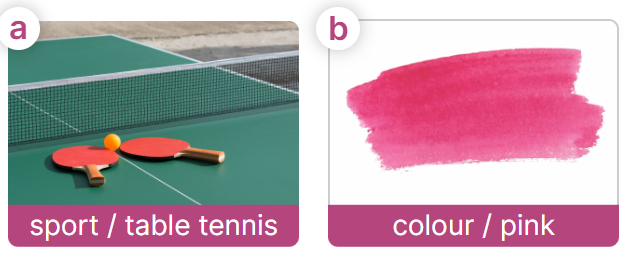 a
sport / table tennis
b
colour / pink